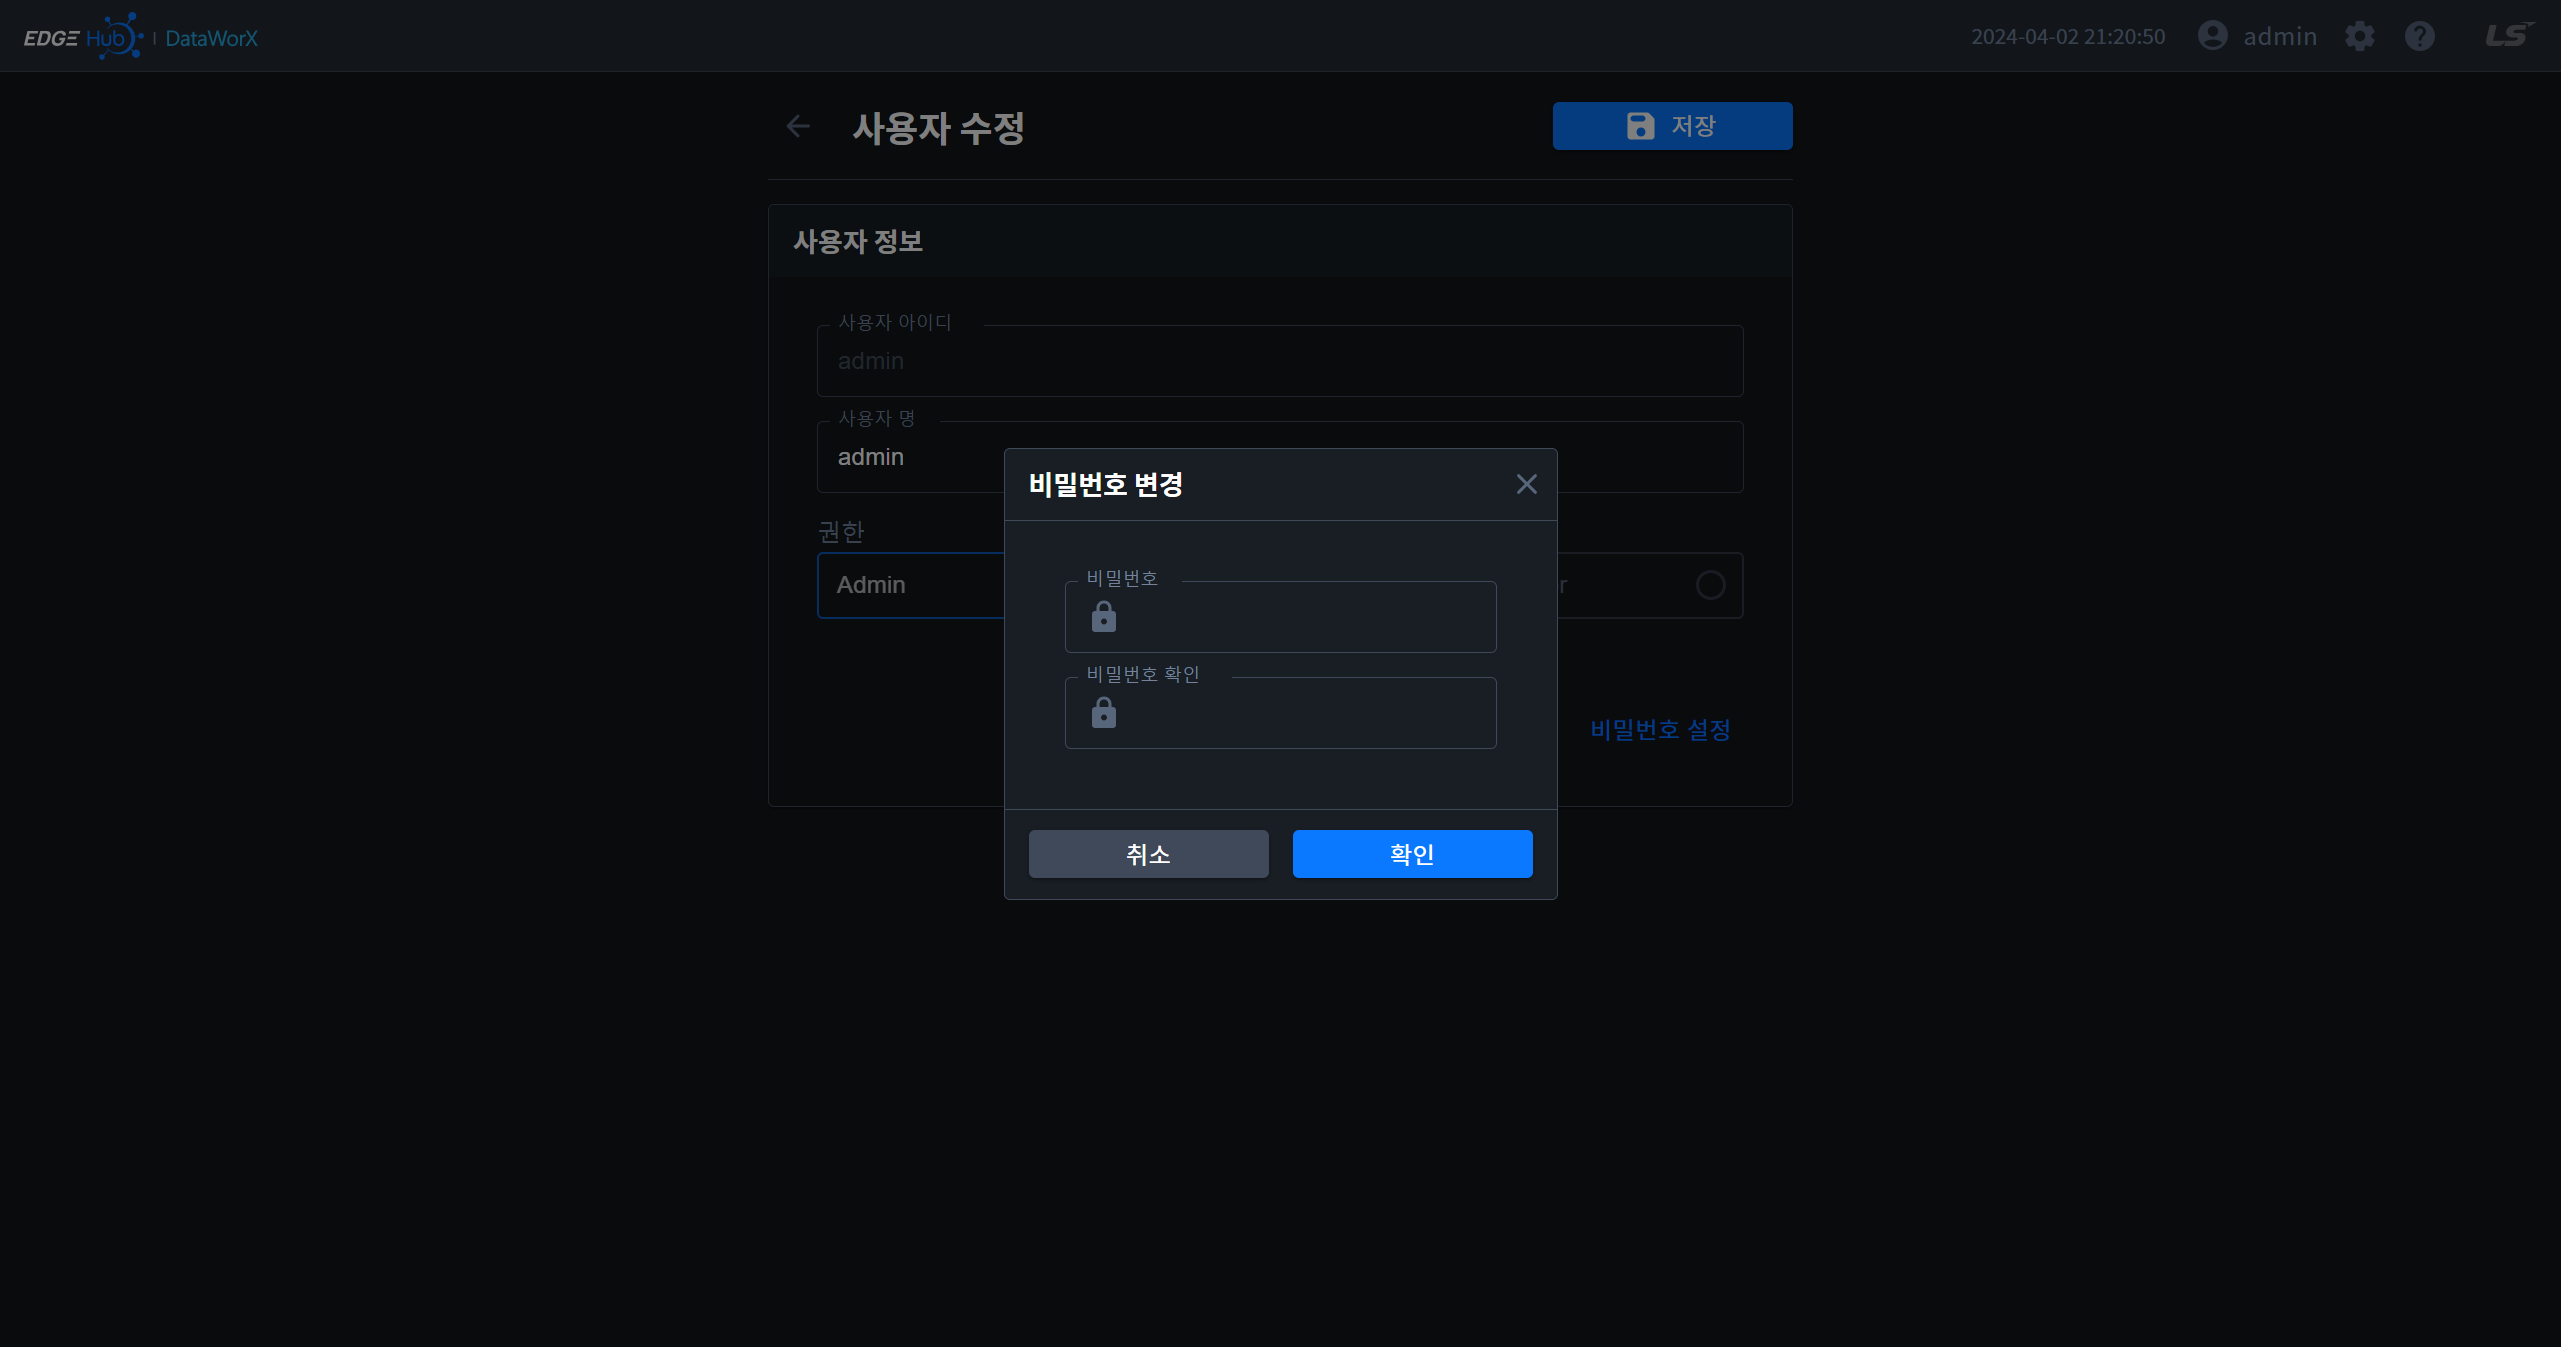 EDGE Hub | DataWorX
2024-04-02 21:20:50 admin LS
사용자 수정
저장
사용자 정보
사용자 아이디
admin
사용자 명
admin
권한
Admin
비밀번호 변경
비밀번호
비밀번호 확인
취소
확인
비밀번호 설정